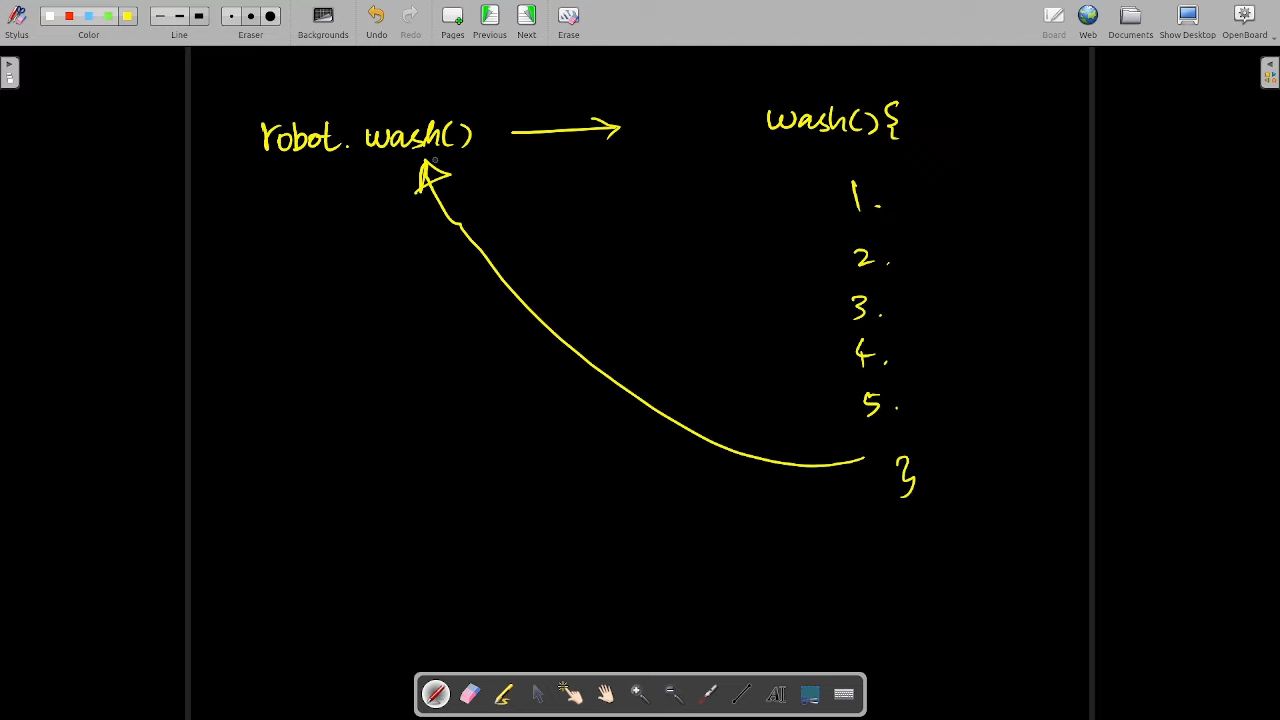 Stylus
Color
Line
Eraser
Backgrounds
Undo
Redo
Pages
Previous
Next
Erase
Board
Web
Documents
Show Desktop
OpenBoard
robot. wash()
wash(){
1.
2.
3.
4.
5.
}
AI